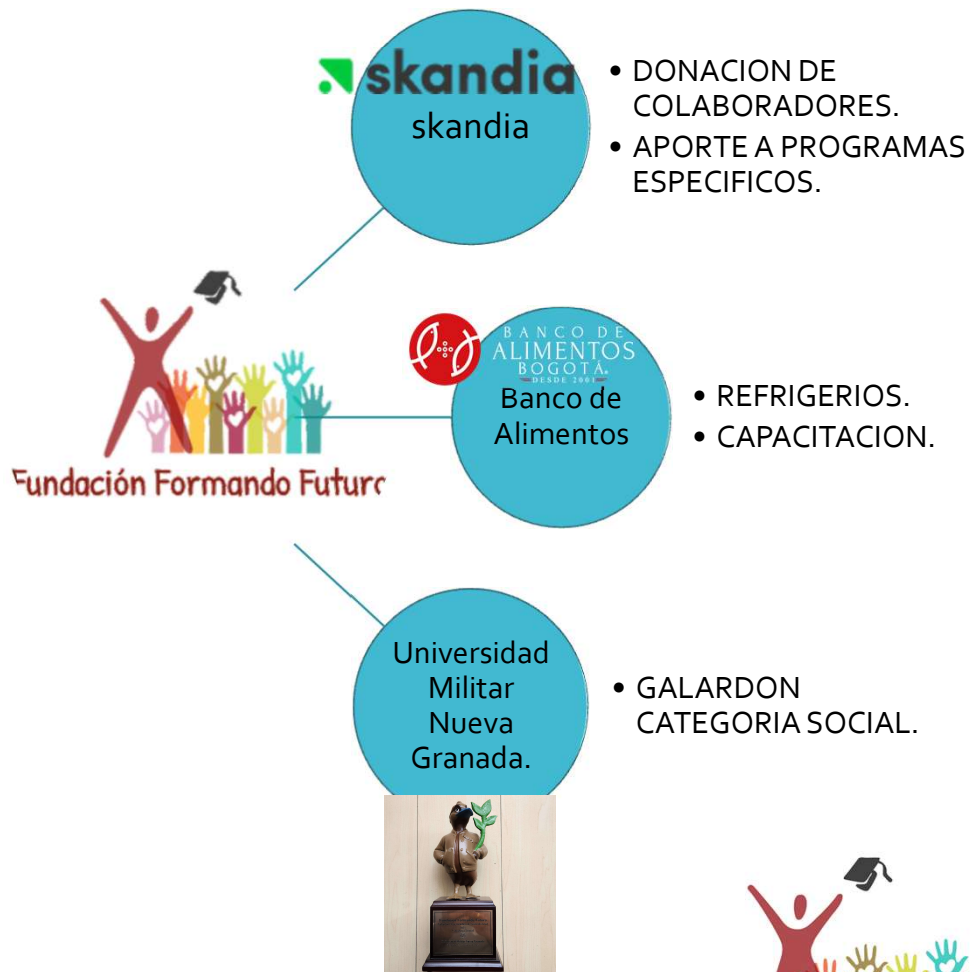 skandia
skandia
• DONACION DE
COLABORADORES.
• APORTE A PROGRAMAS
ESPECIFICOS.
BANCO DE
ALIMENTOS
BOGOTÁ
DESDE 2001
Banco de
Alimentos
• REFRIGERIOS.
• CAPACITACION.
Fundación Formando Futuro
Universidad
Militar
Nueva
Granada.
• GALARDON
CATEGORIA SOCIAL.